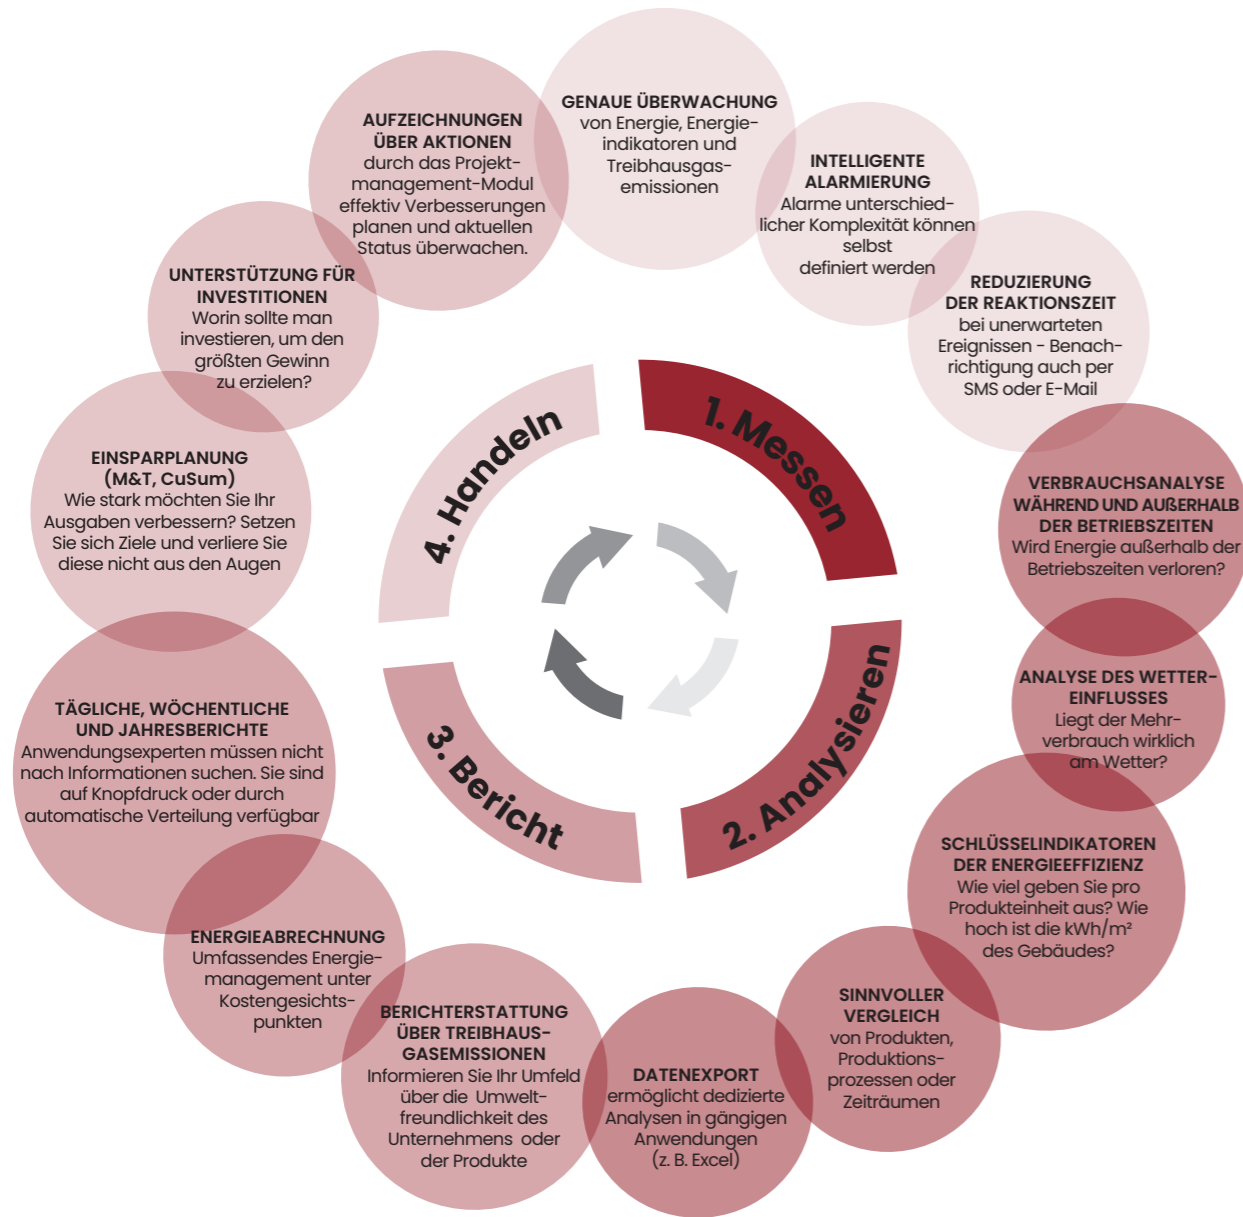 GENAUE ÜBERWACHUNG
von Energie, Energie-
indikatoren und
Treibhausgas-
emissionen
INTELLIGENTE
ALARMIERUNG
Alarme unterschied-
licher Komplexität können
selbst
definiert werden
REDUZIERUNG
DER REAKTIONSZEIT
bei unerwarteten
Ereignissen - Benach-
richtigung auch per
SMS oder E-Mail
VERBRAUCHSANALYSE
WÄHREND UND AUßERHALB
DER BETRIEBSZEITEN
Wird Energie außerhalb der
Betriebszeiten verloren?
ANALYSE DES WETTER-
EINFLUSSES
Liegt der Mehr-
verbrauch wirklich
am Wetter?
SCHLÜSSELINDIKATOREN
DER ENERGIEEFFIZIENZ
Wie viel geben Sie pro
Produkteinheit aus? Wie
hoch ist die kWh/m²
des Gebäudes?
SINNVOLLER
VERGLEICH
von Produkten,
Produktions-
prozessen oder
Zeiträumen
DATENEXPORT
ermöglicht dedizierte
Analysen in gängigen
Anwendungen
(z. B. Excel)
BERICHTERSTATTUNG
ÜBER TREIBHAUS-
GASEMISSIONEN
Informieren Sie Ihr Umfeld
über die Umwelt-
freundlichkeit des
Unternehmens oder
der Produkte
ENERGIEABRECHNUNG
Umfassendes Energie-
management unter
Kostengesichts-
punkten
TÄGLICHE, WÖCHENTLICHE
UND JAHRESBERICHTE
Anwendungsexperten müssen nicht
nach Informationen suchen. Sie sind
auf Knopfdruck oder durch
automatische Verteilung verfügbar
EINSPARPLANUNG
(M&T, CuSum)
Wie stark möchten Sie Ihr
Ausgaben verbessern? Setzen
Sie sich Ziele und verliere Sie
diese nicht aus den Augen
UNTERSTÜTZUNG FÜR
INVESTITIONEN
Worin sollte man
investieren, um den
größten Gewinn
zu erzielen?
AUFZEICHNUNGEN
ÜBER AKTIONEN
durch das Projekt-
management-Modul
effektiv Verbesserungen
planen und aktuellen
Status überwachen.
1. Messen
2. Analysieren
3. Bericht
4. Handeln